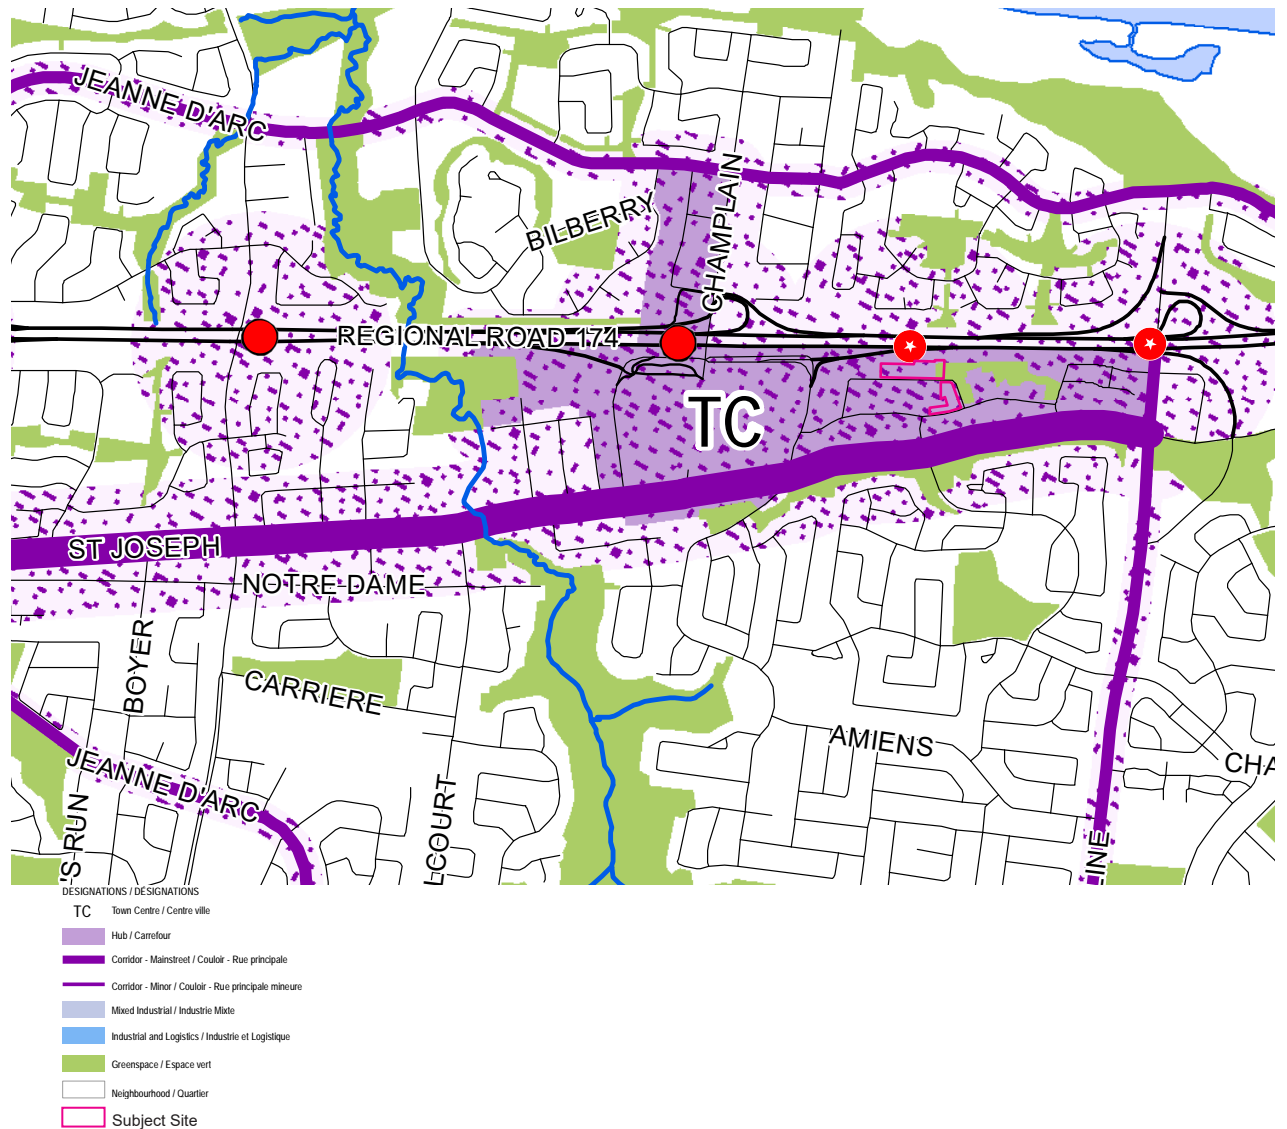 JEANNE D'ARC
CHAMPLAIN
BILBERRY
REGIONAL ROAD 174
TC
ST JOSEPH
NOTRE DAME
BOYER
CARRIERE
AMIENS
CHA
JEANNE D'ARC
'S RUN
LCOURT
INE
DESIGNATIONS / DÉSIGNATIONS
TC Town Centre / Centre ville
Hub / Carrefour
Corridor - Mainstreet / Couloir - Rue principale
Corridor - Minor / Couloir - Rue principale mineure
Mixed Industrial / Industrie Mixte
Industrial and Logistics / Industrie et Logistique
Greenspace / Espace vert
Neighbourhood / Quartier
Subject Site